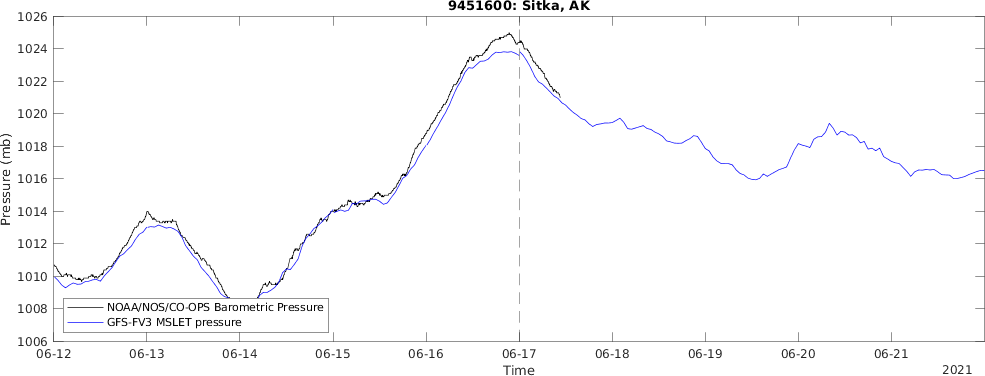 9451600: Sitka, AK
1026
1024
1022
1020
1018
1016
1014
1012
1010
1008
1006
Pressure (mb)
NOAA/NOS/CO-OPS Barometric Pressure
GFS-FV3 MSLET pressure
06-12 06-13 06-14 06-15 06-16 06-17 06-18 06-19 06-20 06-21
Time
2021